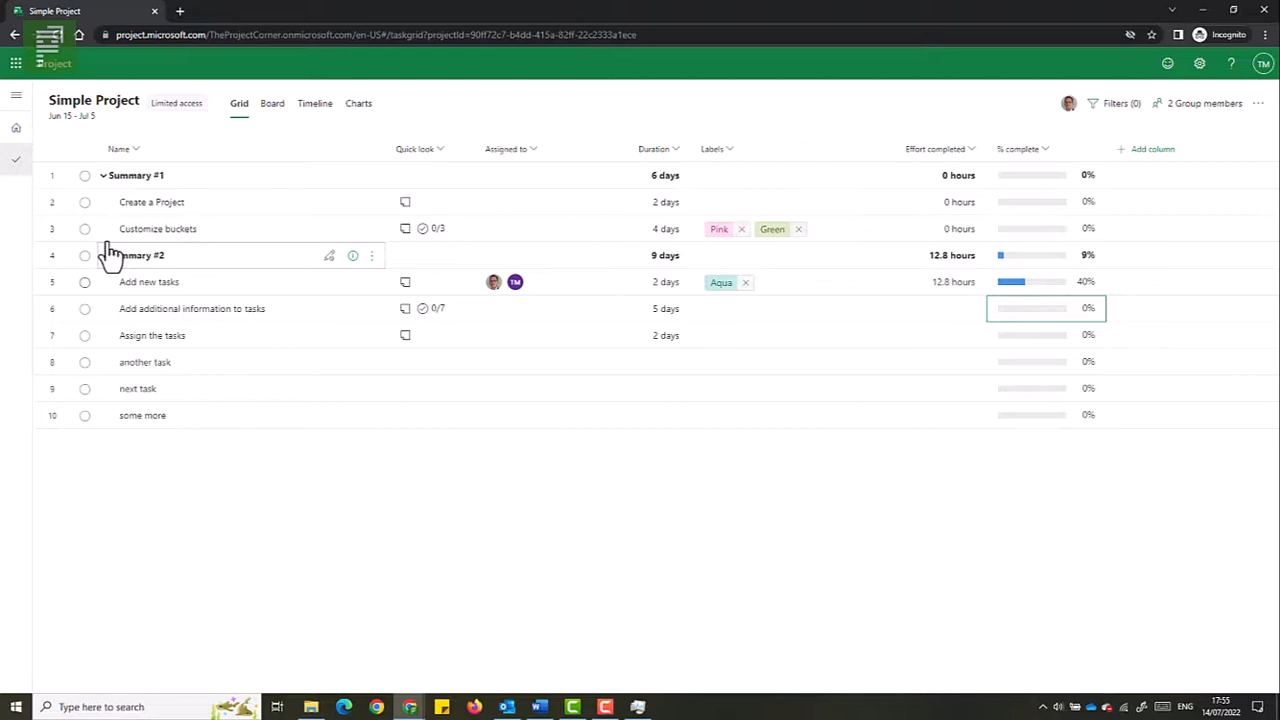 Simple Project
project.microsoft.com/TheProjectCorner.onmicrosoft.com/en-US#/taskgrid?projectId=90ff72c7-b4dd-415a-82ff-22c2333a1ece
Incognito
Project
TM
Simple Project Limited access Grid Board Timeline Charts Filters (0) 2 Group members
Jun 15 - Jul 5
Name Quick look Assigned to Duration Labels Effort completed % complete Add column
1 Summary #1 6 days 0 hours 0%
2 Create a Project 2 days 0 hours 0%
3 Customize buckets 0/3 4 days Pink Green 0 hours 0%
4 mmary #2 9 days 12.8 hours 9%
5 Add new tasks TM 2 days Aqua 12.8 hours 40%
6 Add additional information to tasks 0/7 5 days 0%
7 Assign the tasks 2 days 0%
8 another task 0%
9 next task 0%
10 some more 0%
Type here to search
ENG
17:55
14/07/2022